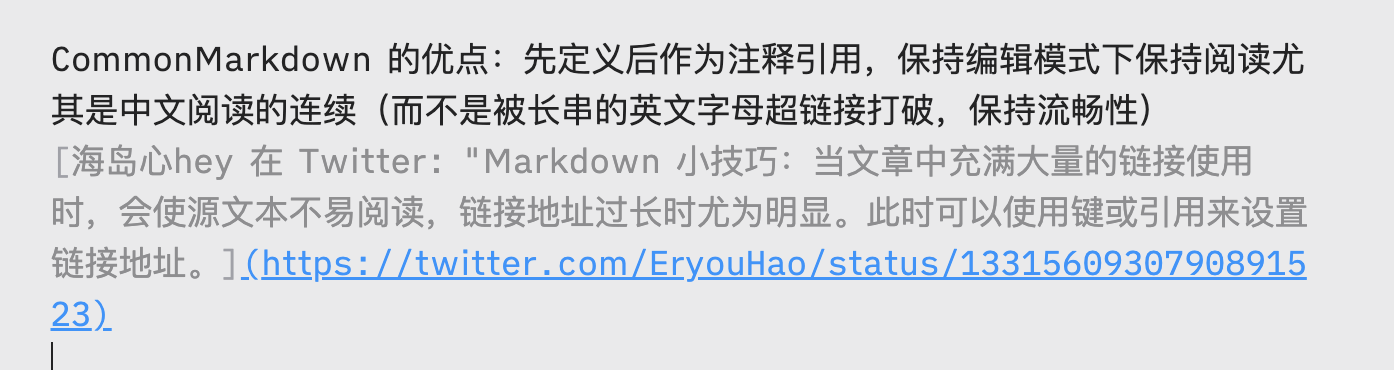 CommonMarkdown 的优点：先定义后作为注释引用，保持编辑模式下保持阅读尤
其是中文阅读的连续（而不是被长串的英文字母超链接打破，保持流畅性）
[海岛心hey 在 Twitter："Markdown 小技巧：当文章中充满大量的链接使用
时，会使源文本不易阅读，链接地址过长时尤为明显。此时可以使用键或引用来设置
链接地址。](https://twitter.com/EryouHao/status/13315609307908915
23)